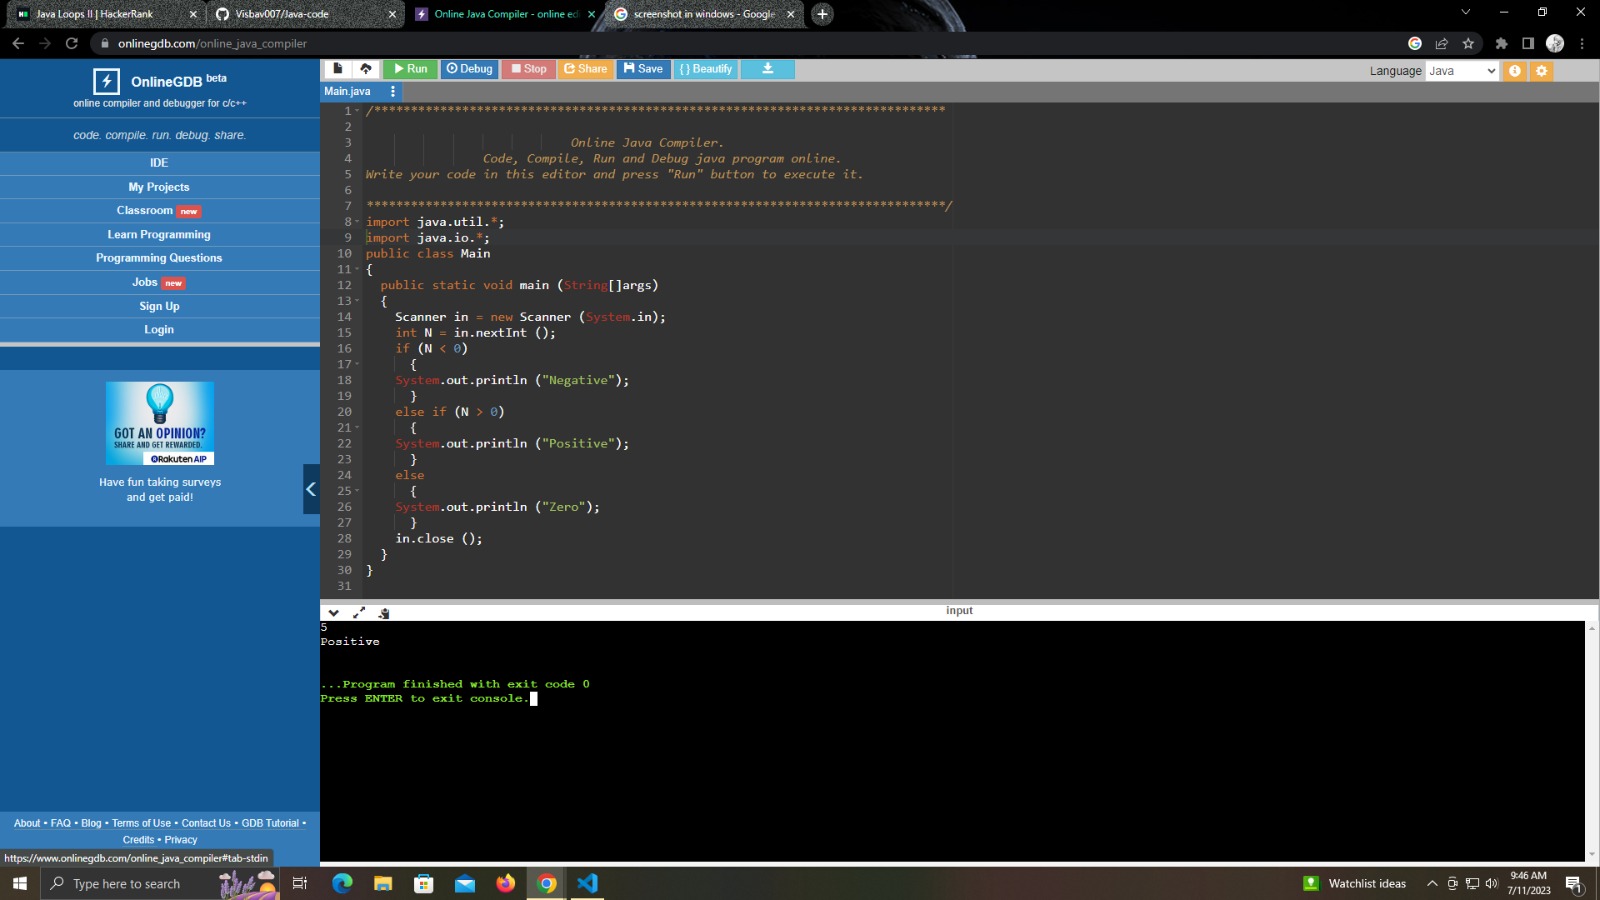 Java Loops II | HackerRank
Visbav007/Java-code
Online Java Compiler - online ed
screenshot in windows - Google
onlinegdb.com/online_java_compiler
OnlineGDB beta
online compiler and debugger for c/c++
code. compile. run. debug. share.
IDE
My Projects
Classroom new
Learn Programming
Programming Questions
Jobs new
Sign Up
Login
GOT AN OPINION?
SHARE AND GET REWARDED.
Rakuten AIP
Have fun taking surveys
and get paid!
About • FAQ • Blog • Terms of Use • Contact Us • GDB Tutorial •
Credits • Privacy
https://www.onlinegdb.com/online_java_compiler#tab-stdin
Run Debug Stop Share Save { } Beautify
Language Java
Main.java
1 /******************************************************************************
2
3 Online Java Compiler.
4 Code, Compile, Run and Debug java program online.
5 Write your code in this editor and press "Run" button to execute it.
6
7 *******************************************************************************/
8 import java.util.*;
9 import java.io.*;
10 public class Main
11 {
12 public static void main (String[]args)
13 {
14 Scanner in = new Scanner (System.in);
15 int N = in.nextInt ();
16 if (N < 0)
17 {
18 System.out.println ("Negative");
19 }
20 else if (N > 0)
21 {
22 System.out.println ("Positive");
23 }
24 else
25 {
26 System.out.println ("Zero");
27 }
28 in.close ();
29 }
30 }
31
input
5
Positive
...Program finished with exit code 0
Press ENTER to exit console.
Type here to search
Watchlist ideas
9:46 AM
7/11/2023
1